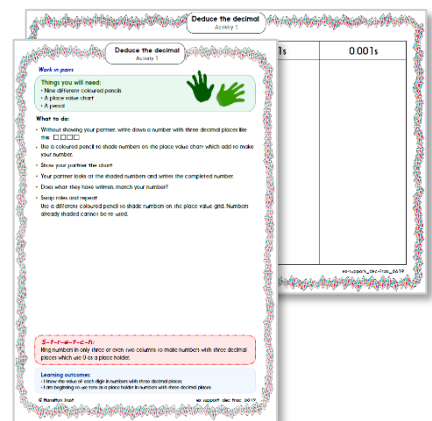 Deduce the decimal
Activity 1
1s
0.001s
ex-support_dec-frac_0619
Deduce the decimal
Activity 1
Work in pairs
Things you will need:
• Nine different coloured pencils
• A place value chart
• A pencil
What to do:
• Without showing your partner, write down a number with three decimal places like
this □.□□□
• Use a coloured pencil to shade numbers on the place value chart which add to make
your number.
• Show your partner the chart.
• Your partner looks at the shaded numbers and writes the completed number.
• Does what they have written, match your number?
• Swap roles and repeat.
Use a different coloured pencil to shade numbers on the place value grid. Numbers
already shaded cannot be re-used.
S-t-r-e-t-c-h:
Ring numbers in only three or even two columns to make numbers with three decimal
places which use 0 as a place holder.
Learning outcomes:
• I know the value of each digit in numbers with three decimal places.
• I am beginning to use zero as a place holder in numbers with three decimal places.
© Hamilton Trust
ex-support_dec-frac_0619